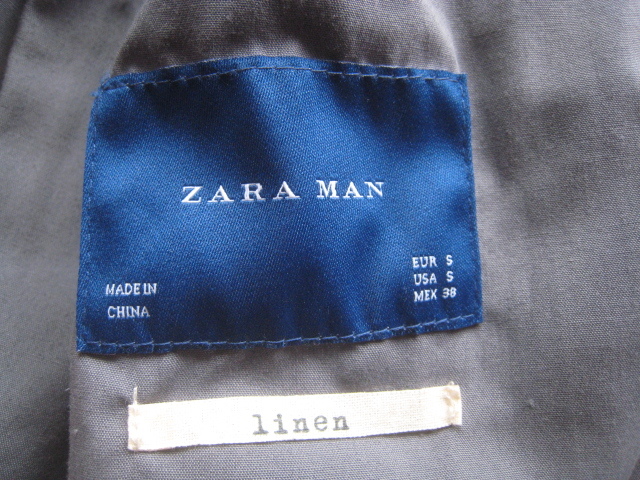 ZARA MAN
MADE IN
CHINA
EUR S
USA S
MEX 38
linen